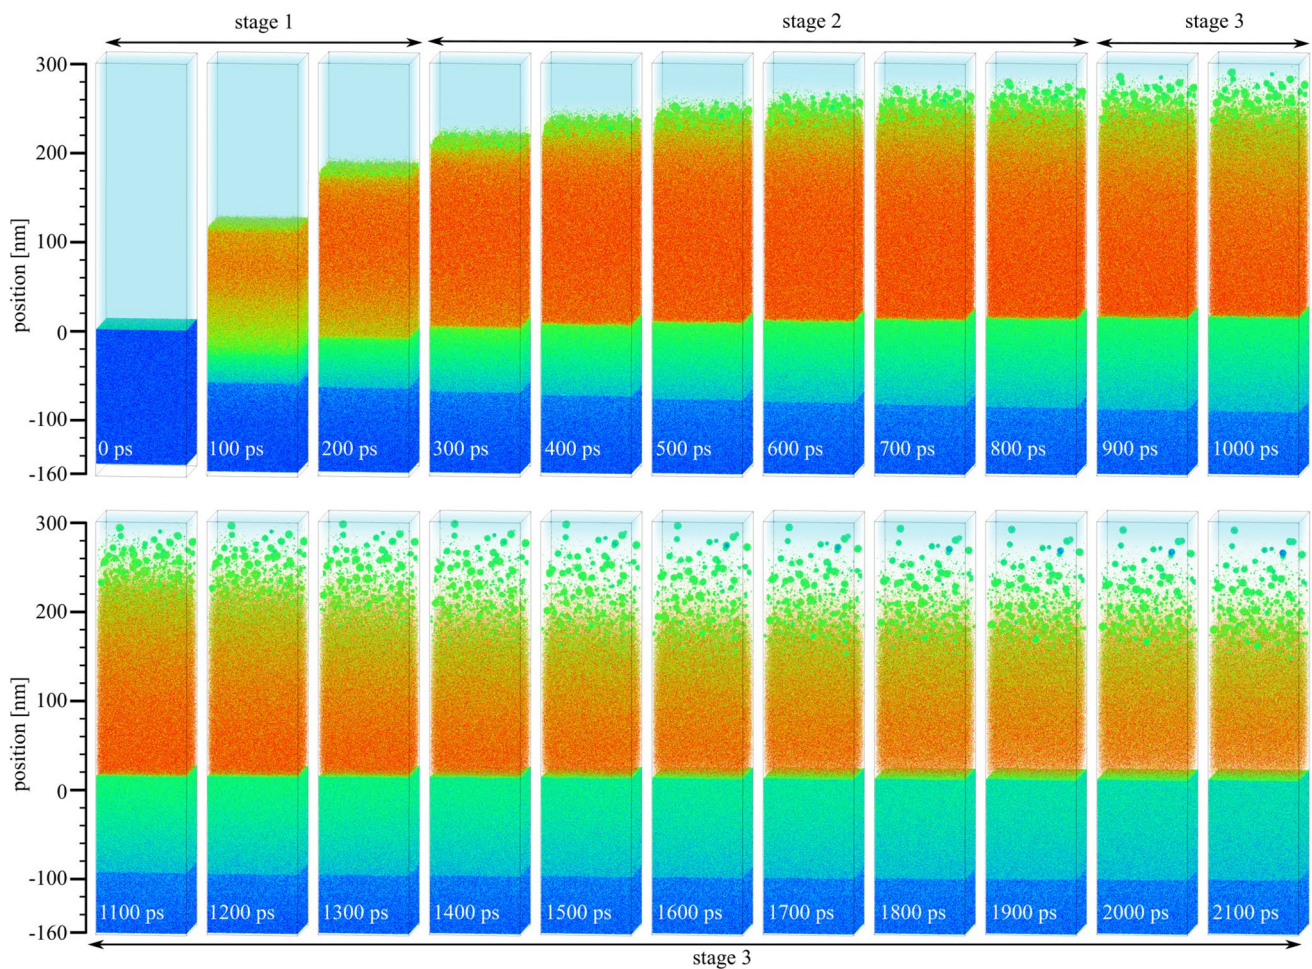 stage 1
stage 2
stage 3
300
200
100
0
-100
-160
position [nm]
0 ps
100 ps
200 ps
300 ps
400 ps
500 ps
600 ps
700 ps
800 ps
900 ps
1000 ps
300
200
100
0
-100
-160
position [nm]
1100 ps
1200 ps
1300 ps
1400 ps
1500 ps
1600 ps
1700 ps
1800 ps
1900 ps
2000 ps
2100 ps
stage 3